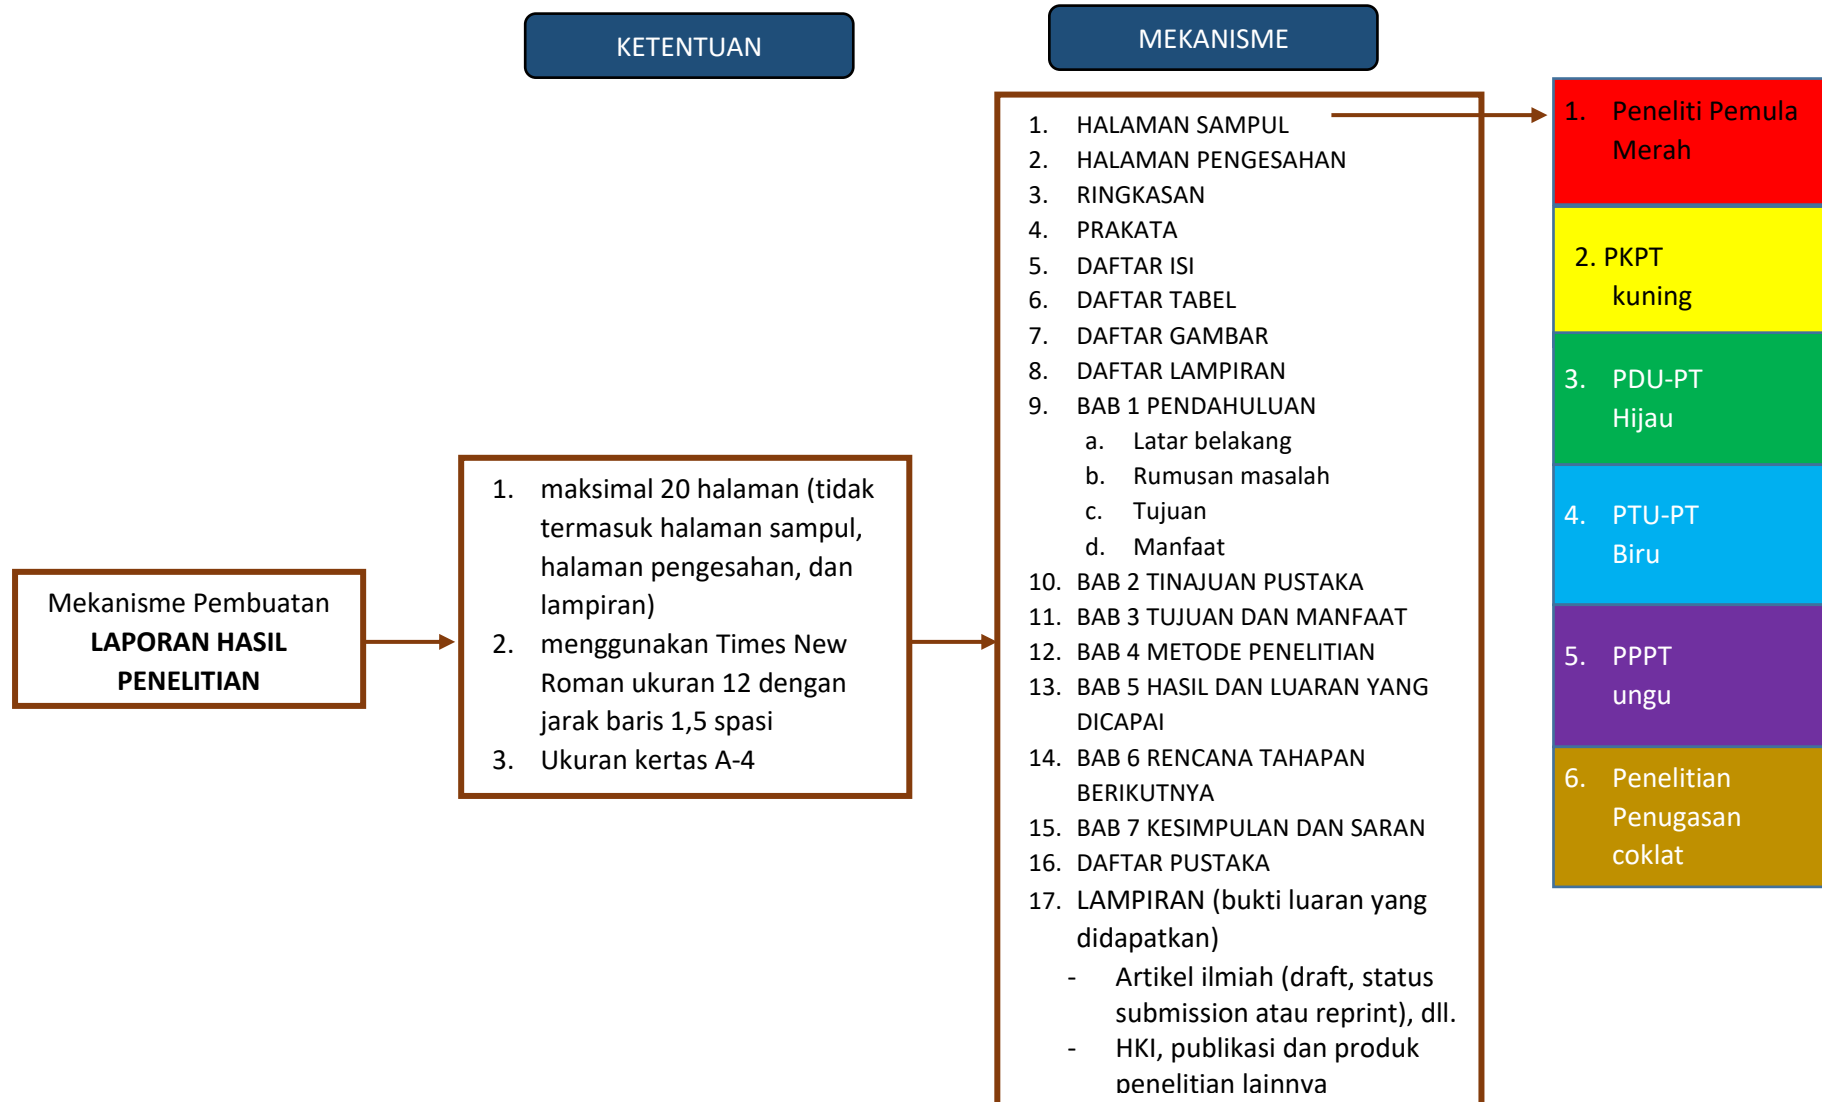 KETENTUAN
MEKANISME
Mekanisme Pembuatan
LAPORAN HASIL
PENELITIAN
1. maksimal 20 halaman (tidak
termasuk halaman sampul,
halaman pengesahan, dan
lampiran)
2. menggunakan Times New
Roman ukuran 12 dengan
jarak baris 1,5 spasi
3. Ukuran kertas A-4
1. HALAMAN SAMPUL
2. HALAMAN PENGESAHAN
3. RINGKASAN
4. PRAKATA
5. DAFTAR ISI
6. DAFTAR TABEL
7. DAFTAR GAMBAR
8. DAFTAR LAMPIRAN
9. BAB 1 PENDAHULUAN
a. Latar belakang
b. Rumusan masalah
c. Tujuan
d. Manfaat
10. BAB 2 TINAJUAN PUSTAKA
11. BAB 3 TUJUAN DAN MANFAAT
12. BAB 4 METODE PENELITIAN
13. BAB 5 HASIL DAN LUARAN YANG
DICAPAI
14. BAB 6 RENCANA TAHAPAN
BERIKUTNYA
15. BAB 7 KESIMPULAN DAN SARAN
16. DAFTAR PUSTAKA
17. LAMPIRAN (bukti luaran yang
didapatkan)
- Artikel ilmiah (draft, status
submission atau reprint), dll.
- HKI, publikasi dan produk
penelitian lainnya
1. Peneliti Pemula
Merah
2. PKPT
kuning
3. PDU-PT
Hijau
4. PTU-PT
Biru
5. PPPT
ungu
6. Penelitian
Penugasan
coklat